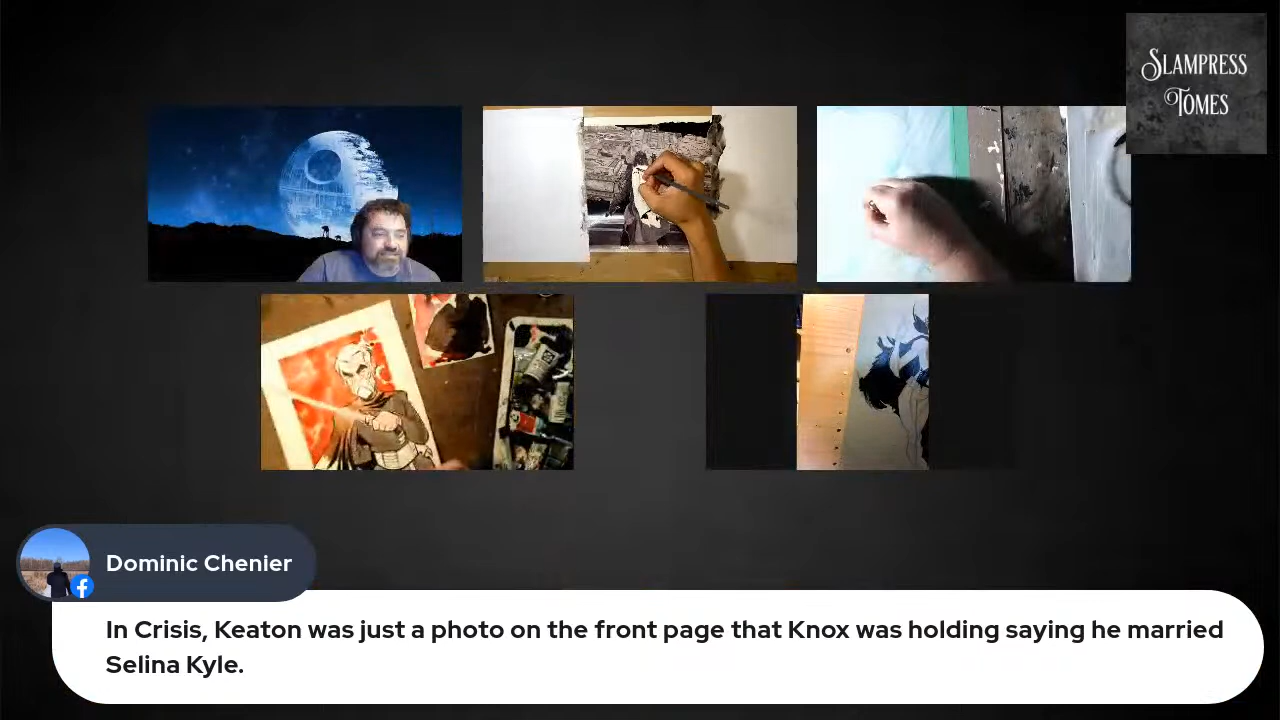 SLAMPRESS
TOMES
Dominic Chenier
In Crisis, Keaton was just a photo on the front page that Knox was holding saying he married
Selina Kyle.